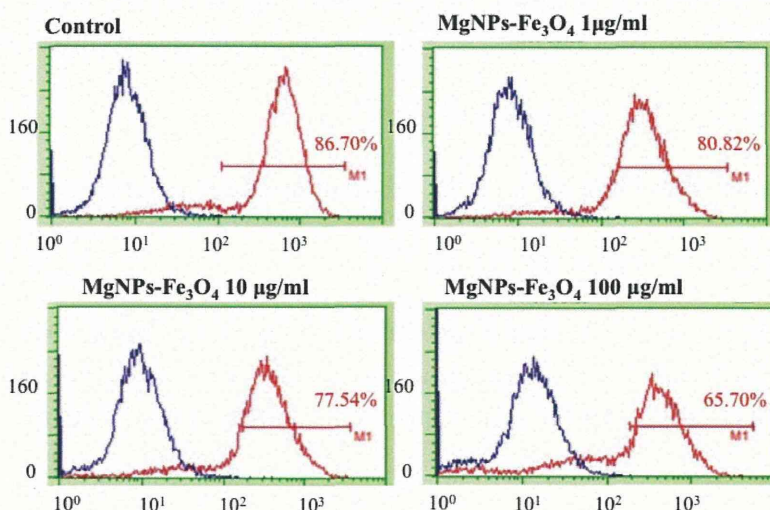 Control
MgNPs-Fe₃O₄ 1µg/ml
160
86.70%
M1
0
10⁰ 10¹ 10² 10³
160
80.82%
M1
0
10⁰ 10¹ 10² 10³
MgNPs-Fe₃O₄ 10 µg/ml
MgNPs-Fe₃O₄ 100 µg/ml
160
77.54%
M1
0
10⁰ 10¹ 10² 10³
160
65.70%
M1
0
10⁰ 10¹ 10² 10³